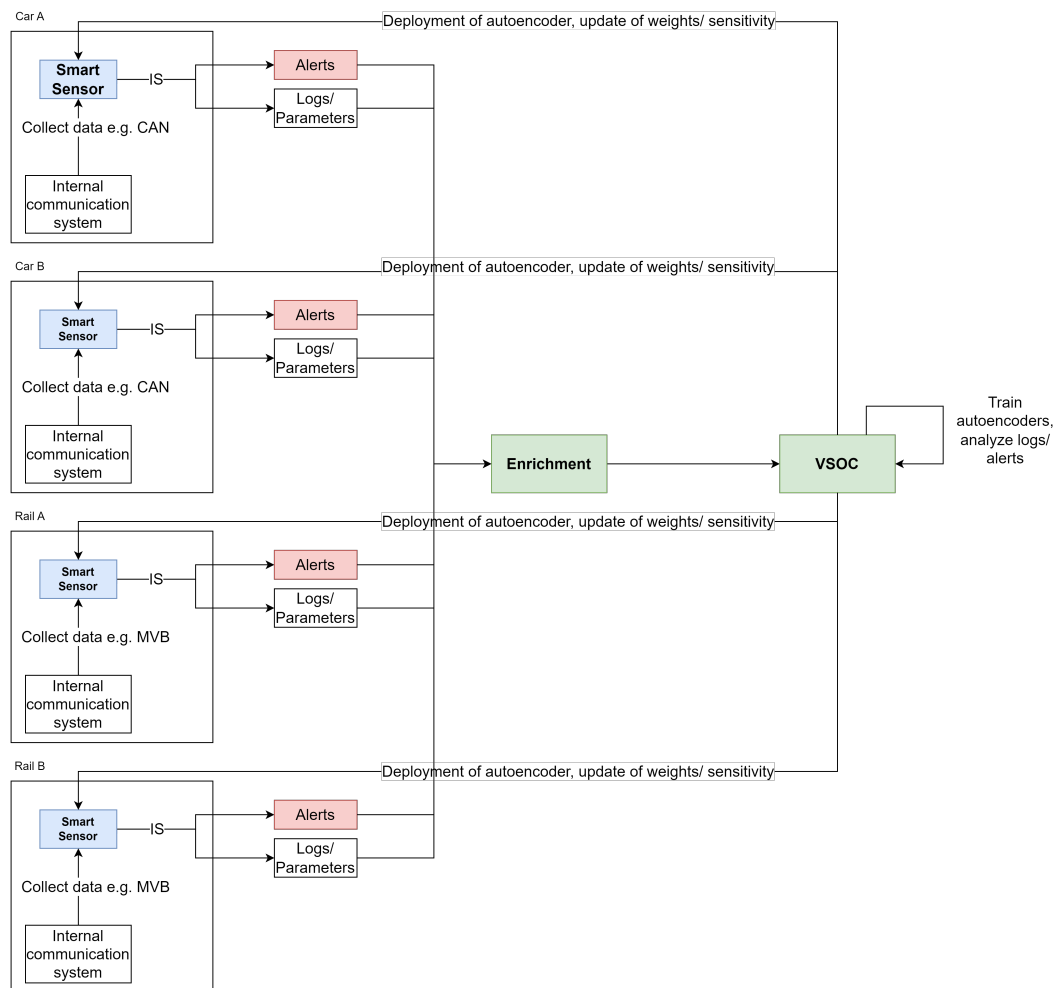 Car A
Deployment of autoencoder, update of weights/ sensitivity
Smart
Sensor
IS
Alerts
Logs/
Parameters
Collect data e.g. CAN
Internal
communication
system
Car B
Deployment of autoencoder, update of weights/ sensitivity
Smart
Sensor
IS
Alerts
Logs/
Parameters
Collect data e.g. CAN
Internal
communication
system
Enrichment
VSOC
Train
autoencoders,
analyze logs/
alerts
Rail A
Deployment of autoencoder, update of weights/ sensitivity
Smart
Sensor
IS
Alerts
Logs/
Parameters
Collect data e.g. MVB
Internal
communication
system
Rail B
Deployment of autoencoder, update of weights/ sensitivity
Smart
Sensor
IS
Alerts
Logs/
Parameters
Collect data e.g. MVB
Internal
communication
system